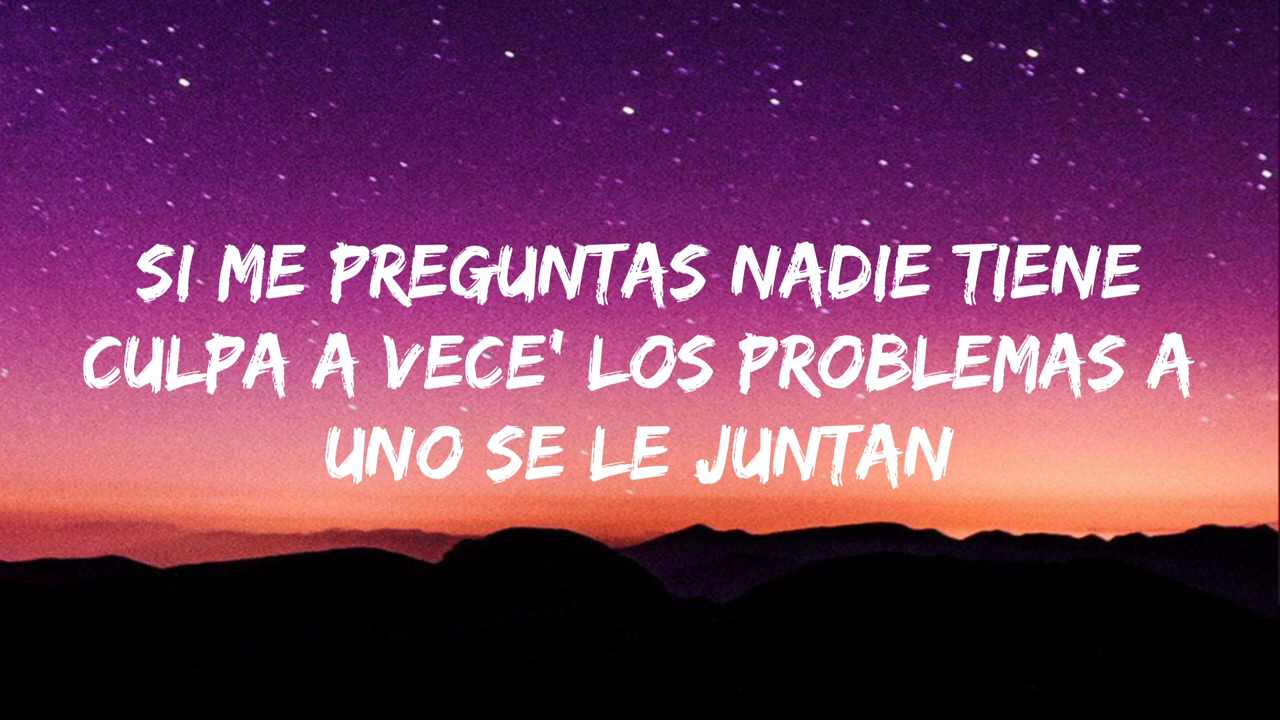 SI ME PREGUNTAS NADIE TIENE
CULPA A VECE' LOS PROBLEMAS A
UNO SE LE JUNTAN